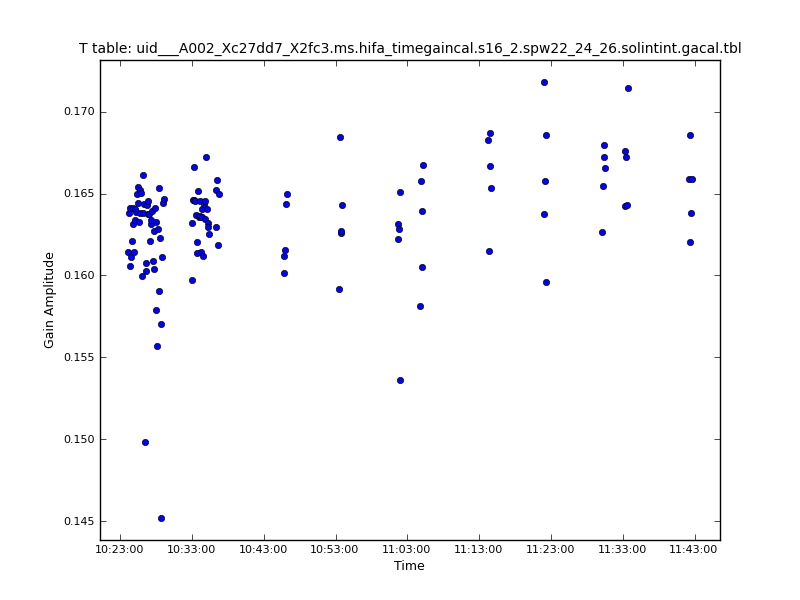 T table: uid___A002_Xc27dd7_X2fc3.ms.hifa_timegaincal.s16_2.spw22_24_26.solintint.gacal.tbl
0.170
0.165
0.160
0.155
0.150
0.145
Gain Amplitude
10:23:00 10:33:00 10:43:00 10:53:00 11:03:00 11:13:00 11:23:00 11:33:00 11:43:00
Time